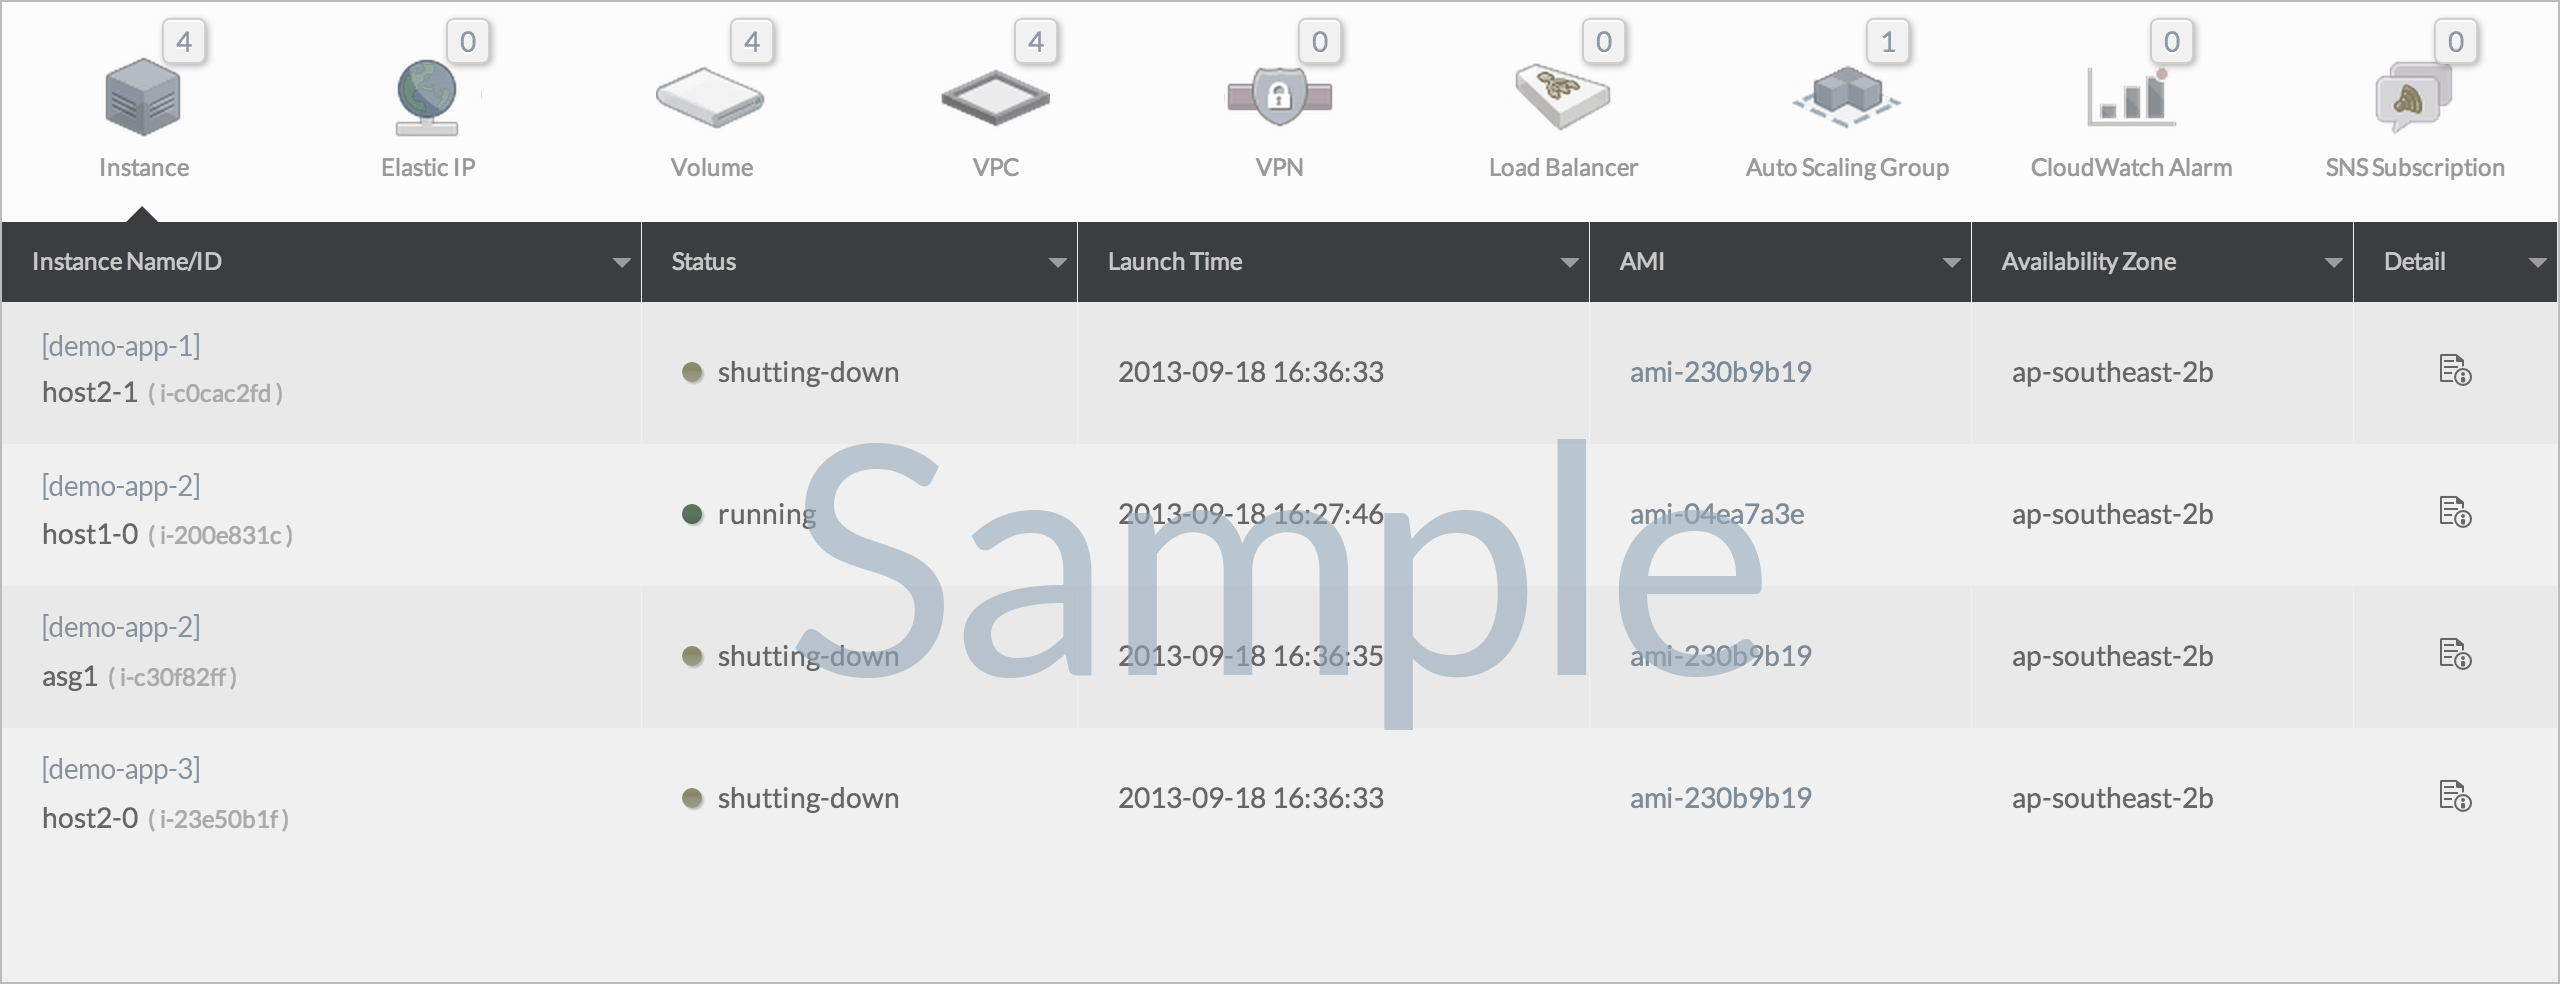 4 0 4 4 0 0 1 0 0
Instance Elastic IP Volume VPC VPN Load Balancer Auto Scaling Group CloudWatch Alarm SNS Subscription
Instance Name/ID Status Launch Time AMI Availability Zone Detail
[demo-app-1]
host2-1 ( i-c0cac2fd ) shutting-down 2013-09-18 16:36:33 ami-230b9b19 ap-southeast-2b
[demo-app-2]
host1-0 ( i-200e831c ) running 2013-09-18 16:27:46 ami-04ea7a3e ap-southeast-2b
Sample
[demo-app-2]
asg1 ( i-c30f82ff ) shutting-down 2013-09-18 16:36:35 ami-230b9b19 ap-southeast-2b
[demo-app-3]
host2-0 ( i-23e50b1f ) shutting-down 2013-09-18 16:36:33 ami-230b9b19 ap-southeast-2b